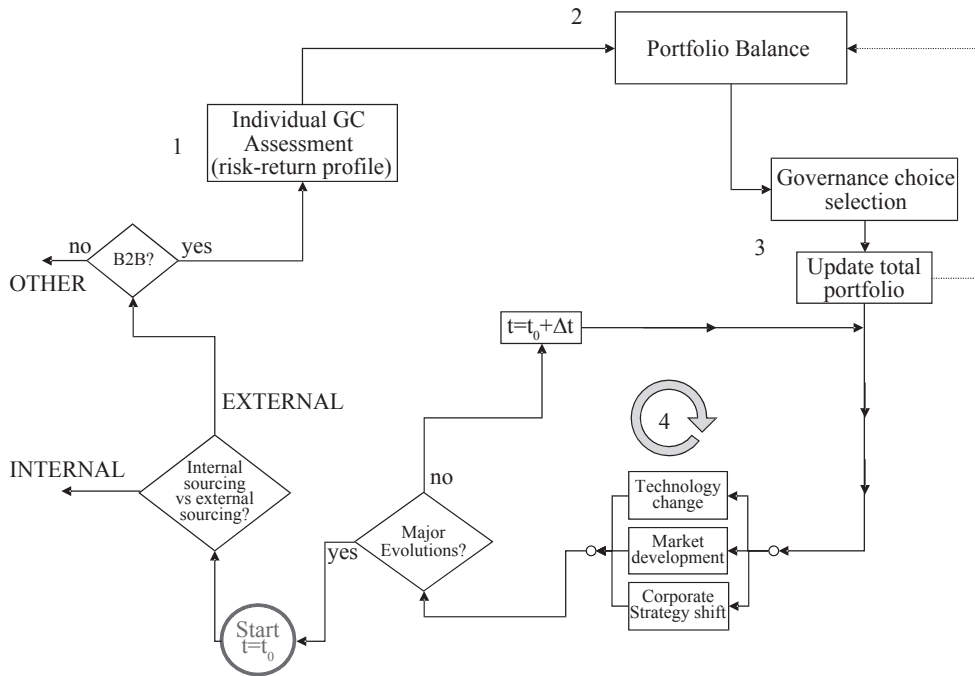 2
Portfolio Balance
1
Individual GC
Assessment
(risk-return profile)
Governance choice
selection
no
B2B?
yes
OTHER
3
Update total
portfolio
t=t₀+Δt
EXTERNAL
4
INTERNAL
Internal
sourcing
vs external
sourcing?
no
Technology
change
yes
Major
Evolutions?
Market
development
Corporate
Strategy shift
Start
t=t₀